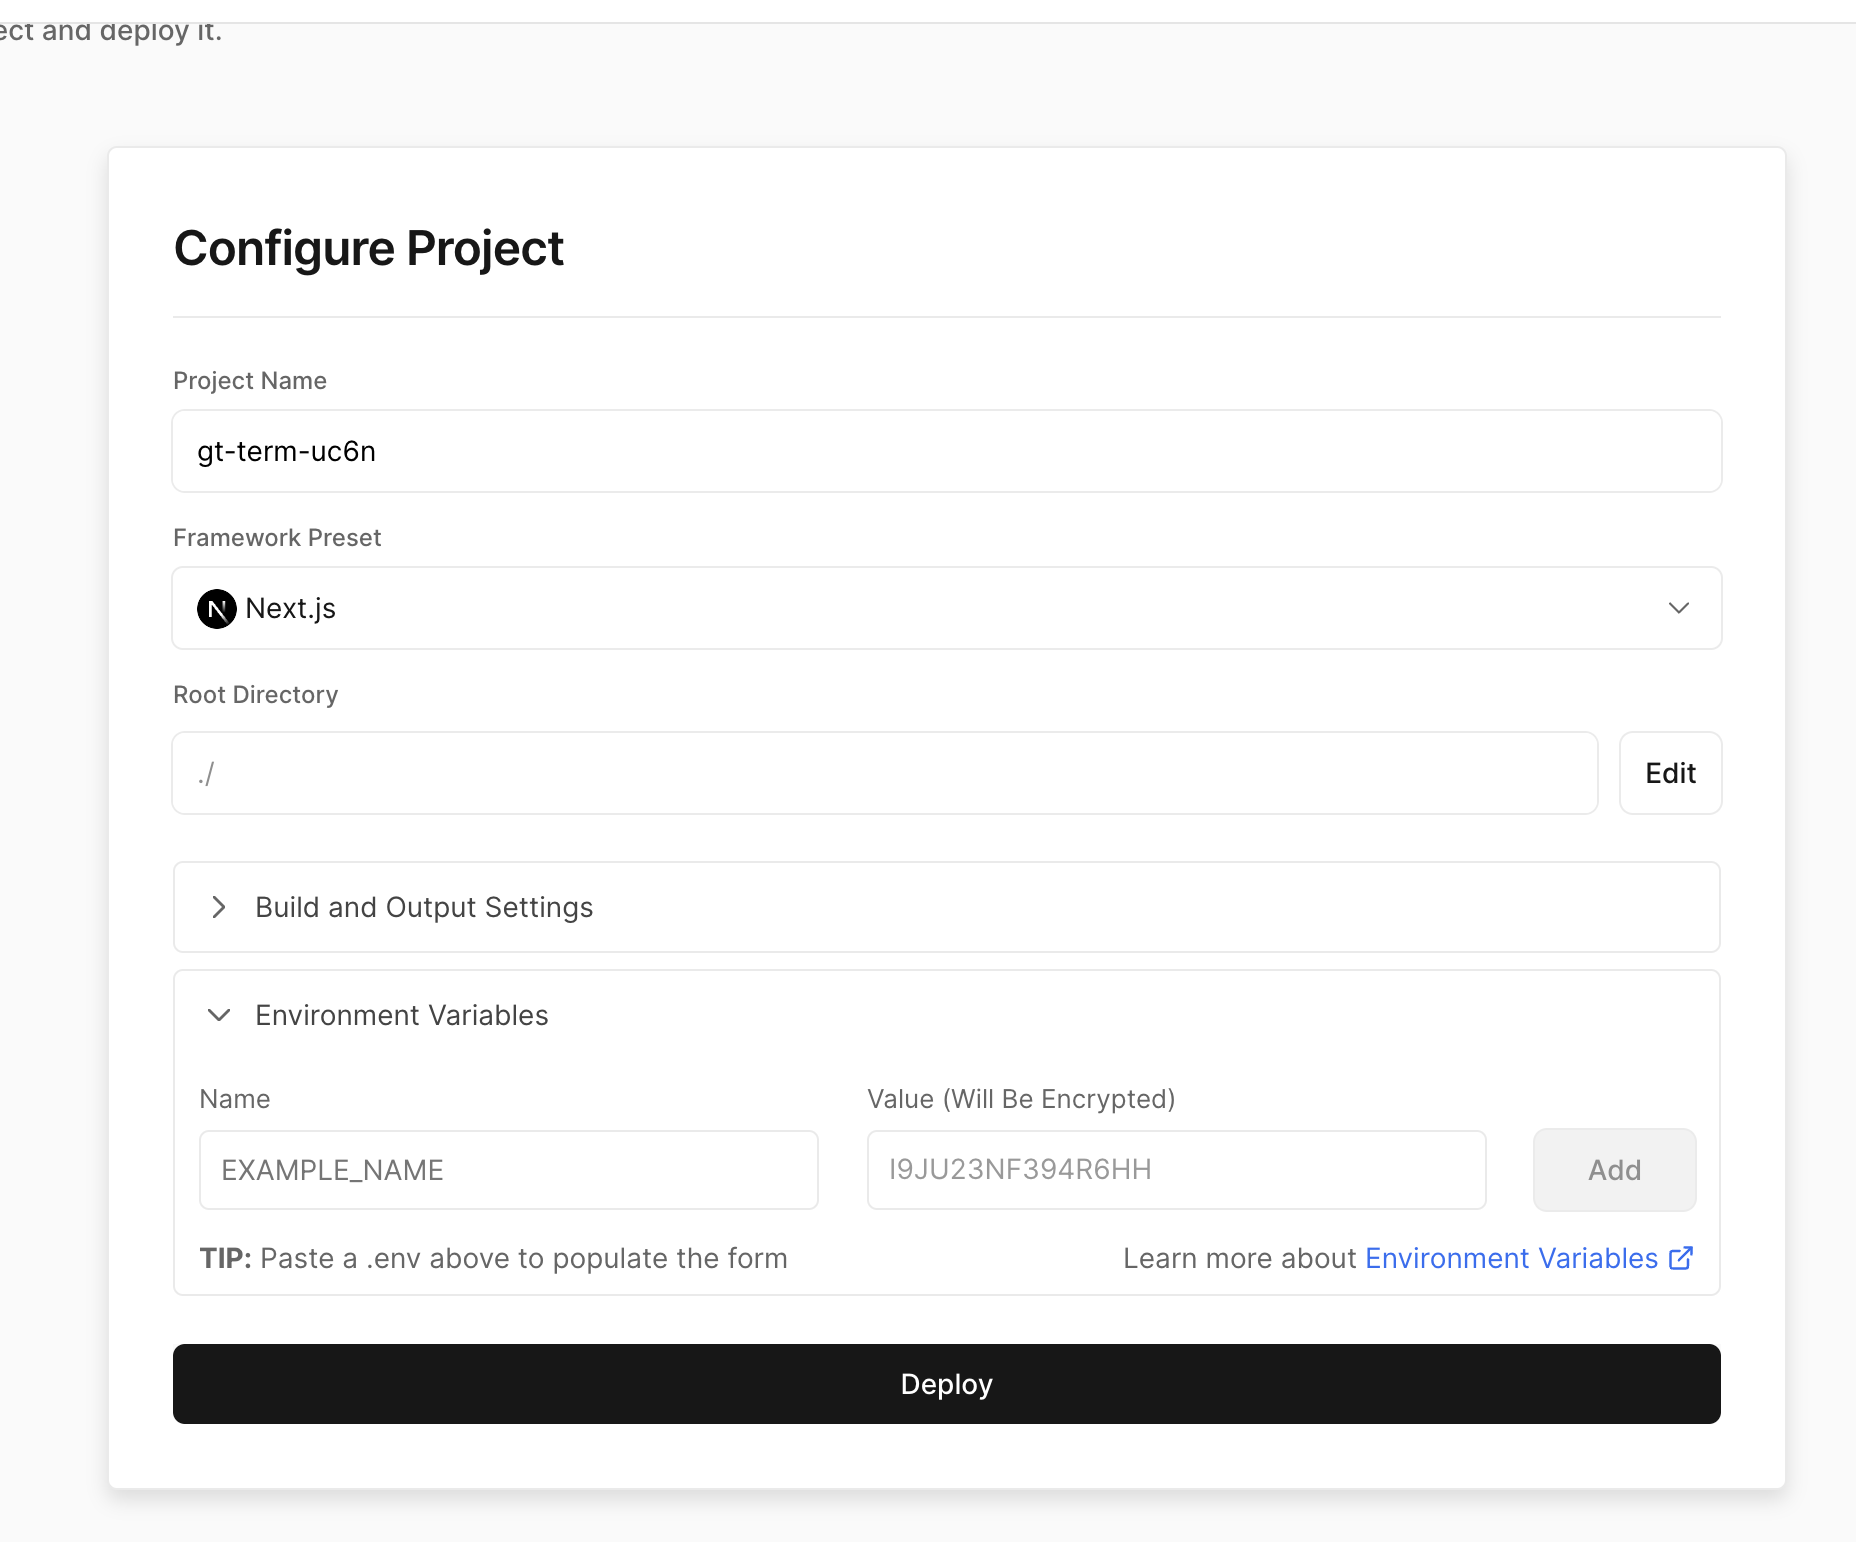 ect and deploy it.
Configure Project
Project Name
gt-term-uc6n
Framework Preset
N Next.js
Root Directory
./
Edit
Build and Output Settings
Environment Variables
Name
Value (Will Be Encrypted)
EXAMPLE_NAME
I9JU23NF394R6HH
Add
TIP: Paste a .env above to populate the form
Learn more about Environment Variables
Deploy